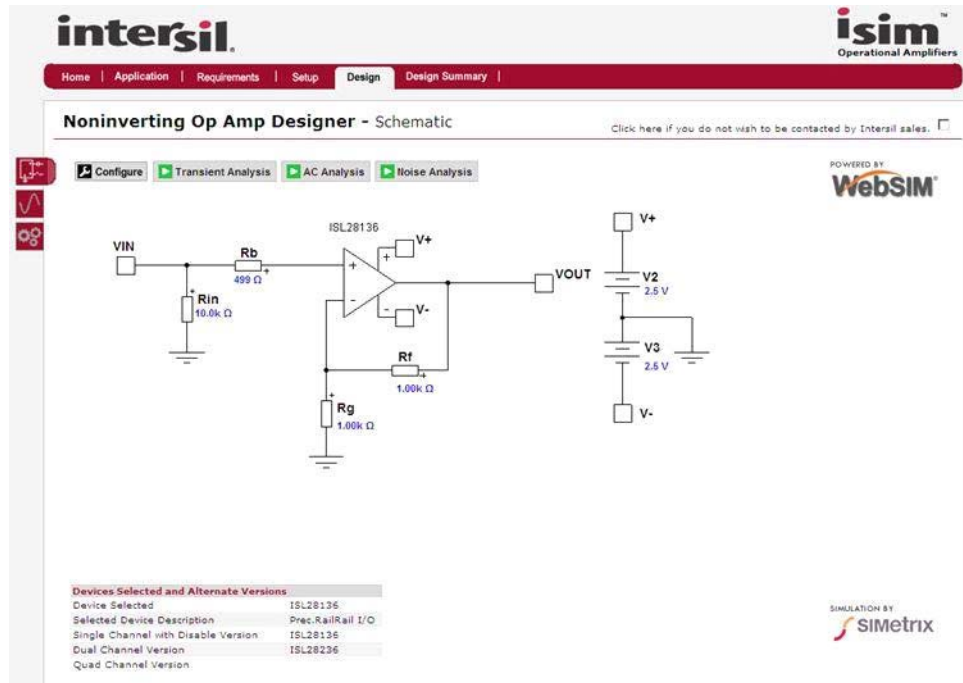 intersil.
isim™
Operational Amplifiers
Home | Application | Requirements | Setup Design Design Summary |
Noninverting Op Amp Designer - Schematic
Click here if you do not wish to be contacted by Intersil sales.
Configure Transient Analysis AC Analysis Noise Analysis
POWERED BY
WebSIM
ISL28136
VIN
Rb
499 Ω
Rin
10.0k Ω
+
-
+
V+
-
V-
VOUT
Rf
1.00k Ω
Rg
1.00k Ω
V+
V2
2.5 V
V3
2.5 V
V-
Devices Selected and Alternate Versions
Device Selected ISL28136
Selected Device Description Prec.RailRail I/O
Single Channel with Disable Version ISL28136
Dual Channel Version ISL28236
Quad Channel Version
SIMULATION BY
SIMetrix